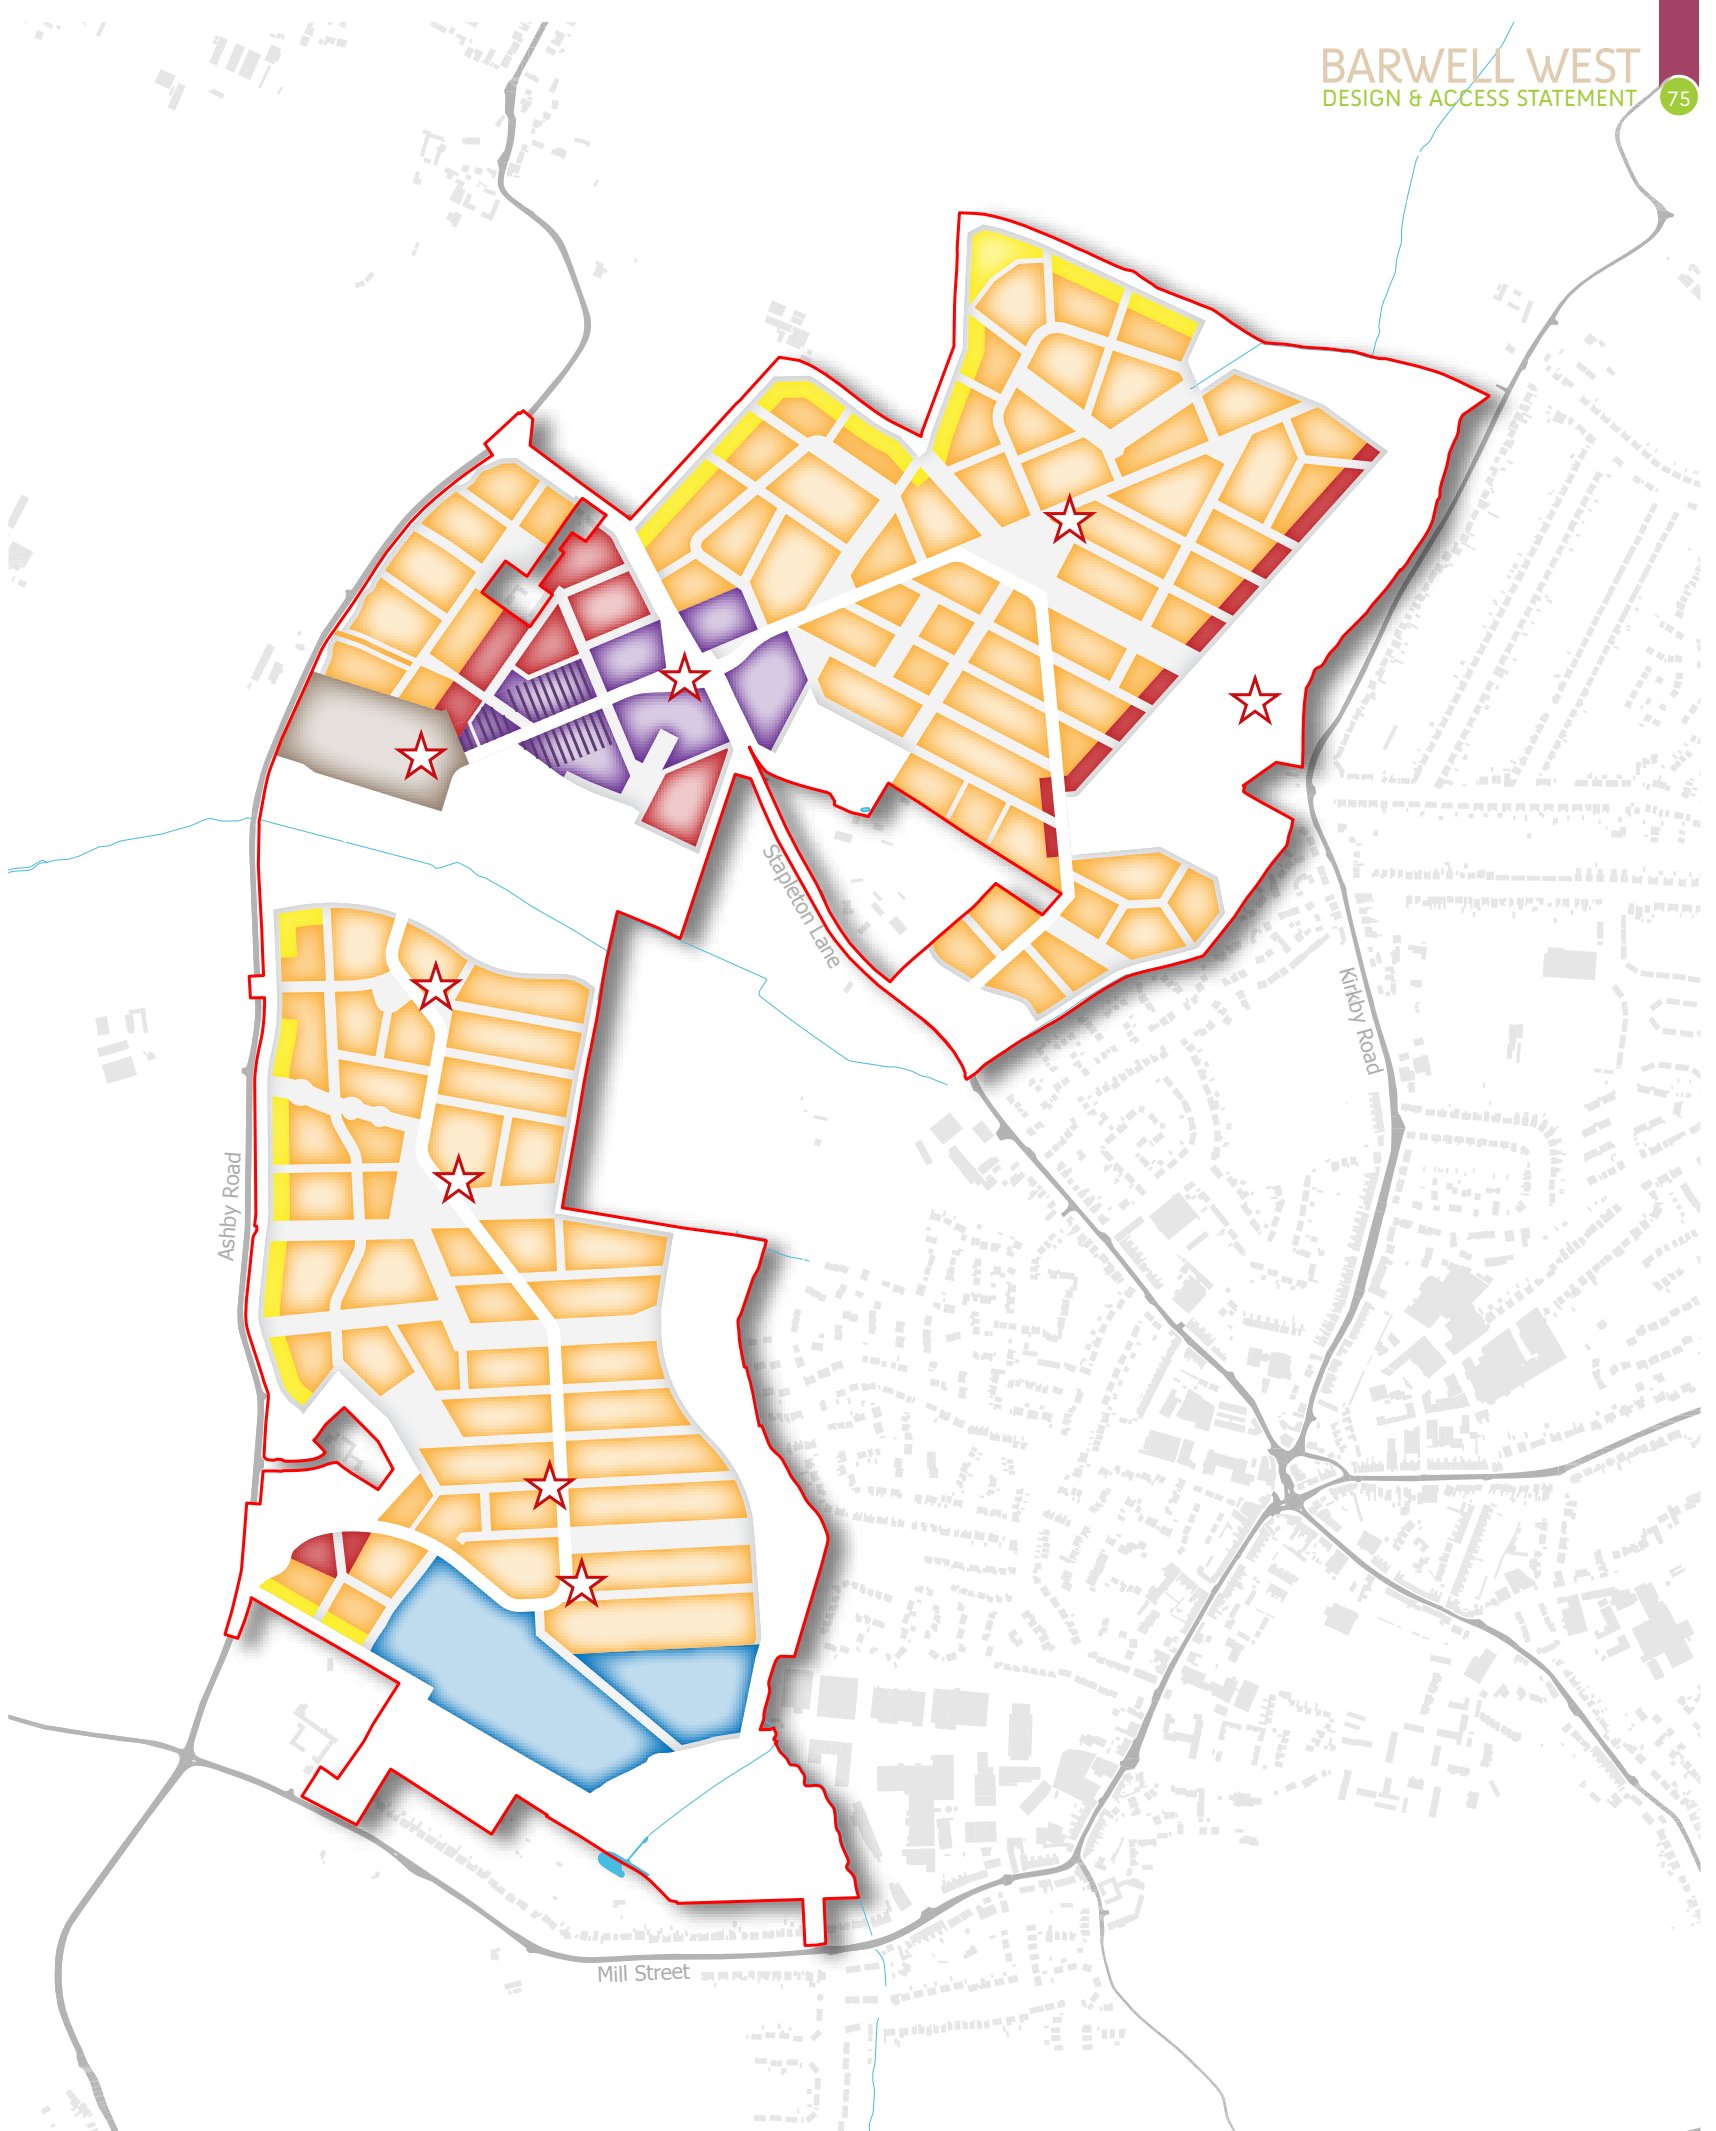 BARWELL WEST
DESIGN & ACCESS STATEMENT
75
Stapleton Lane
Kirkby Road
Ashby Road
Mill Street